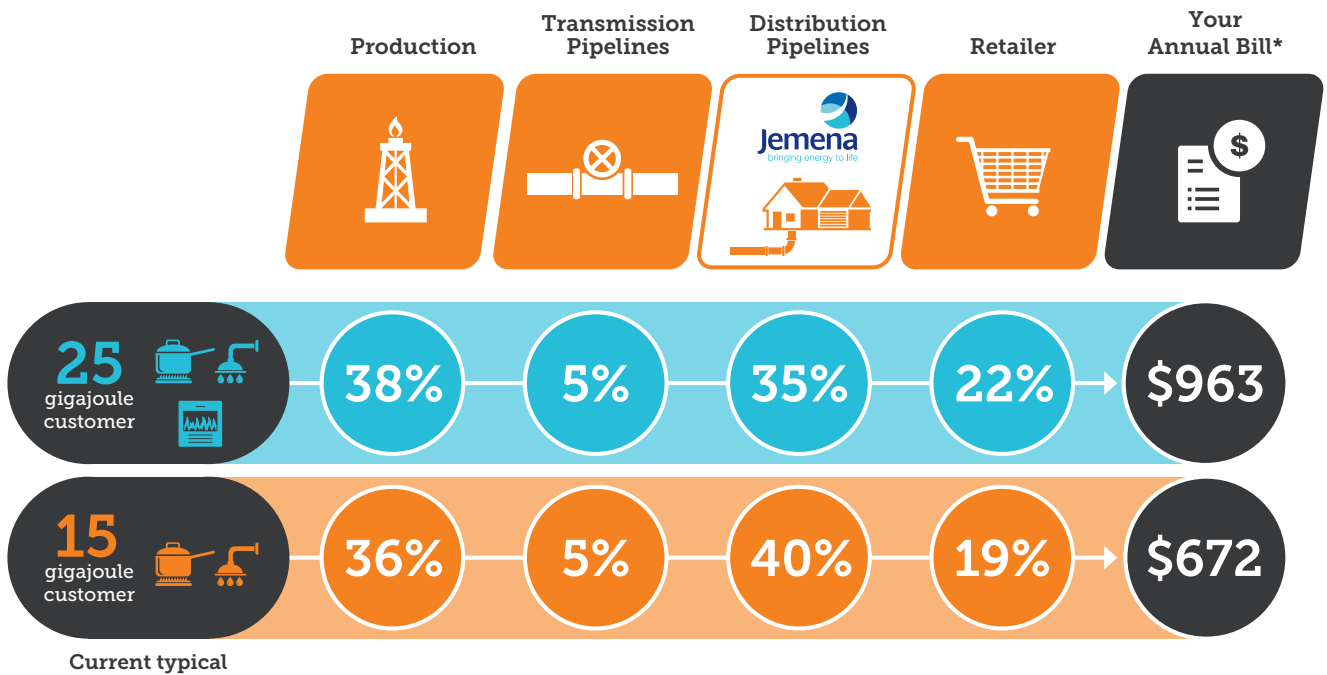 Production
Transmission
Pipelines
Distribution
Pipelines
Retailer
Your
Annual Bill*
Jemena
bringing energy to life
$
25
gigajoule
customer
38%
5%
35%
22%
$963
15
gigajoule
customer
36%
5%
40%
19%
$672
Current typical